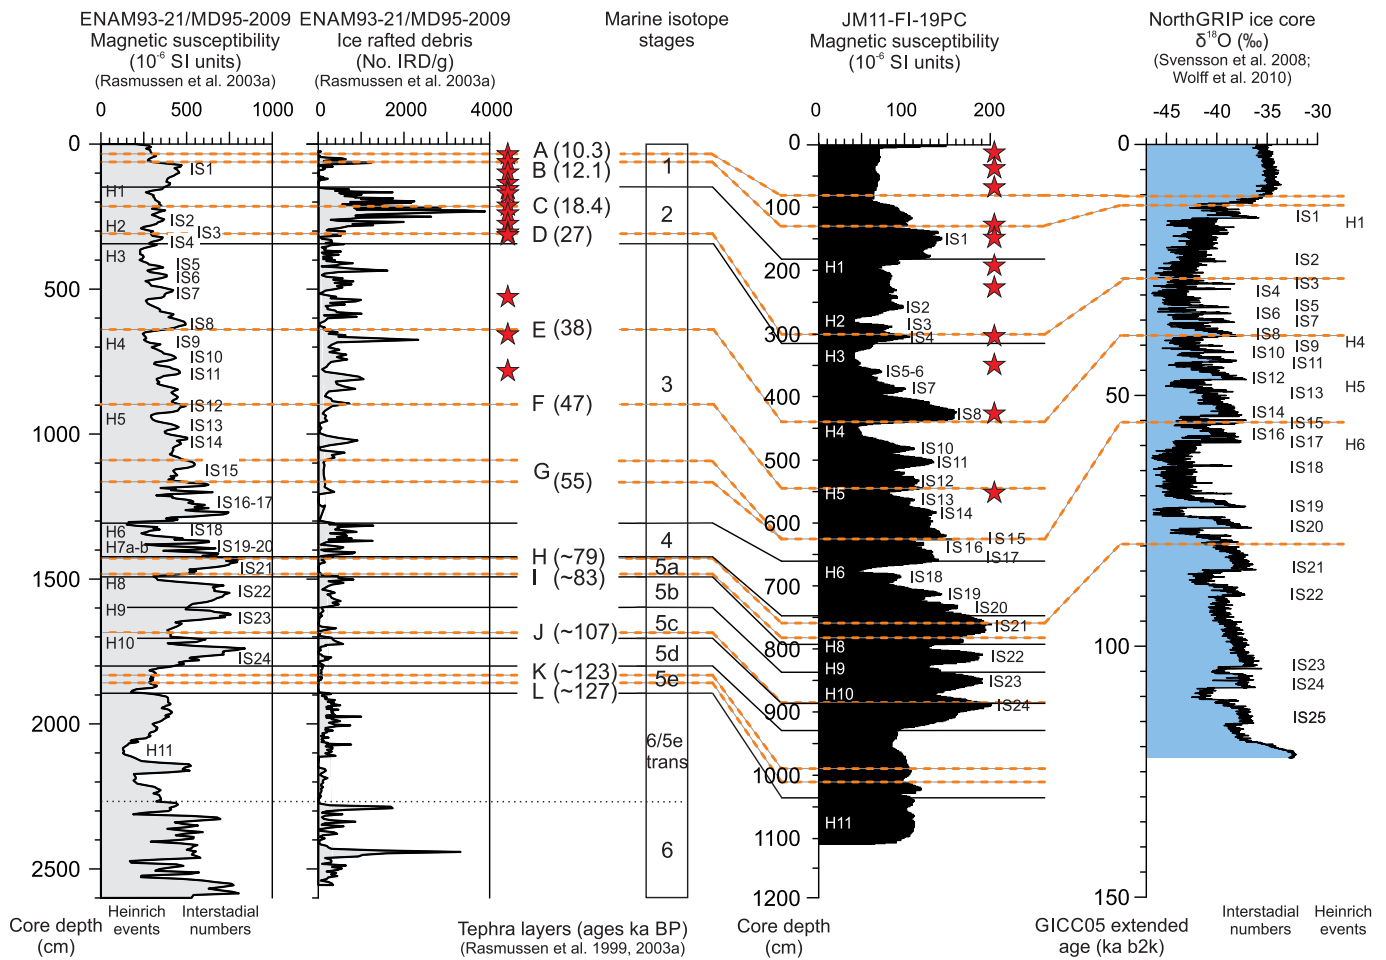 ENAM93-21/MD95-2009
Magnetic susceptibility
(10⁻⁶ SI units)
(Rasmussen et al. 2003a)
0 500 1000
ENAM93-21/MD95-2009
Ice rafted debris
(No. IRD/g)
(Rasmussen et al. 2003a)
0 2000 4000
Marine isotope
stages
JM11-FI-19PC
Magnetic susceptibility
(10⁻⁶ SI units)
0 100 200
NorthGRIP ice core
δ¹⁸O (‰)
(Svensson et al. 2008;
Wolff et al. 2010)
-45 -40 -35 -30
0
500
1000
1500
2000
2500
Core depth
(cm)
H1
H2
H3
H4
H5
H6
H7a-b
H8
H9
H10
H11
IS1
IS2
IS3
IS4
IS5
IS6
IS7
IS8
IS9
IS10
IS11
IS12
IS13
IS14
IS15
IS16-17
IS18
IS19-20
IS21
IS22
IS23
IS24
Heinrich
events
Interstadial
numbers
A (10.3)
B (12.1)
C (18.4)
D (27)
E (38)
F (47)
G
(55)
H (~79)
I (~83)
J (~107)
K (~123)
L (~127)
Tephra layers (ages ka BP)
(Rasmussen et al. 1999, 2003a)
1
2
3
4
5a
5b
5c
5d
5e
6/5e
trans
6
0
100
200
300
400
500
600
700
800
900
1000
1100
1200
Core depth
(cm)
H1
H2
H3
H4
H5
H6
H8
H9
H10
H11
IS1
IS2
IS3
IS4
IS5-6
IS7
IS8
IS10
IS11
IS12
IS13
IS14
IS15
IS16
IS17
IS18
IS19
IS20
IS21
IS22
IS23
IS24
0
50
100
150
GICC05 extended
age (ka b2k)
IS1
IS2
IS3
IS4
IS5
IS6
IS7
IS8
IS9
IS10
IS11
IS12
IS13
IS14
IS15
IS16
IS17
IS18
IS19
IS20
IS21
IS22
IS23
IS24
IS25
H1
H4
H5
H6
Interstadial
numbers
Heinrich
events